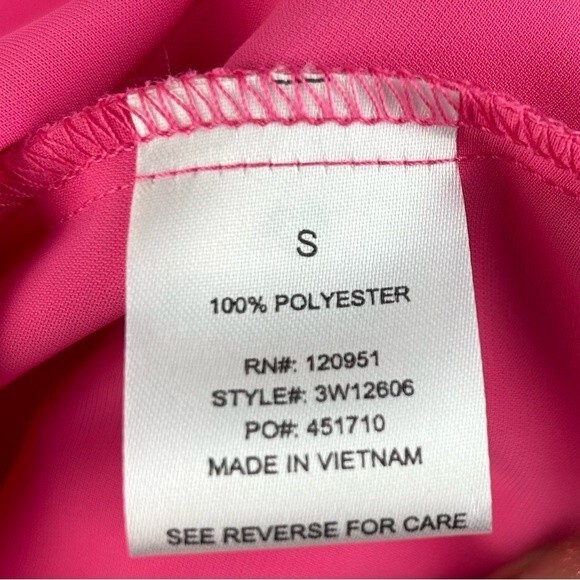 S
100% POLYESTER
RN#: 120951
STYLE#: 3W12606
PO#: 451710
MADE IN VIETNAM
SEE REVERSE FOR CARE